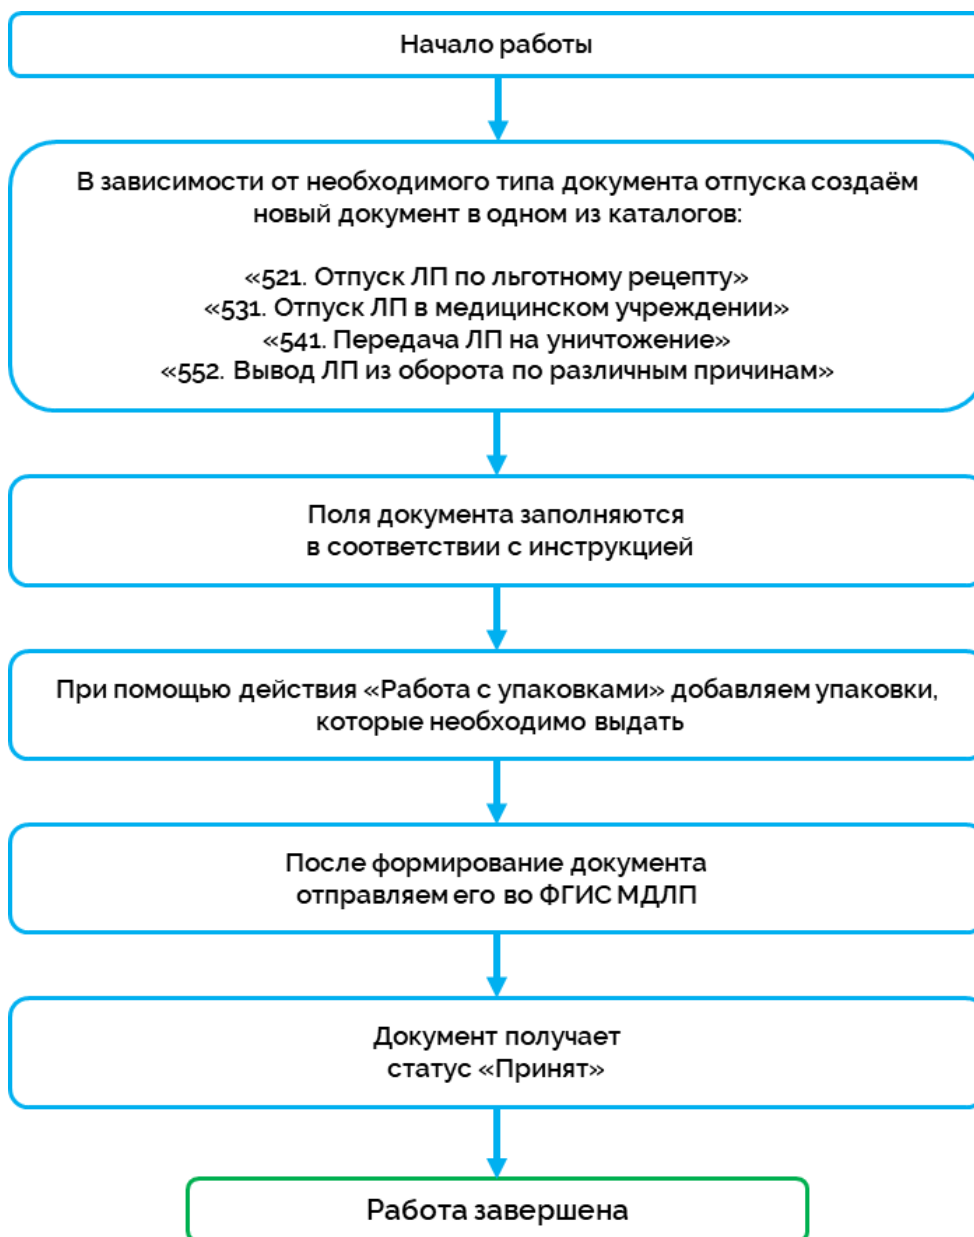 Начало работы
В зависимости от необходимого типа документа отпуска создаём
новый документ в одном из каталогов:
«521. Отпуск ЛП по льготному рецепту»
«531. Отпуск ЛП в медицинском учреждении»
«541. Передача ЛП на уничтожение»
«552. Вывод ЛП из оборота по различным причинам»
Поля документа заполняются
в соответствии с инструкцией
При помощью действия «Работа с упаковками» добавляем упаковки,
которые необходимо выдать
После формирование документа
отправляем его во ФГИС МДЛП
Документ получает
статус «Принят»
Работа завершена